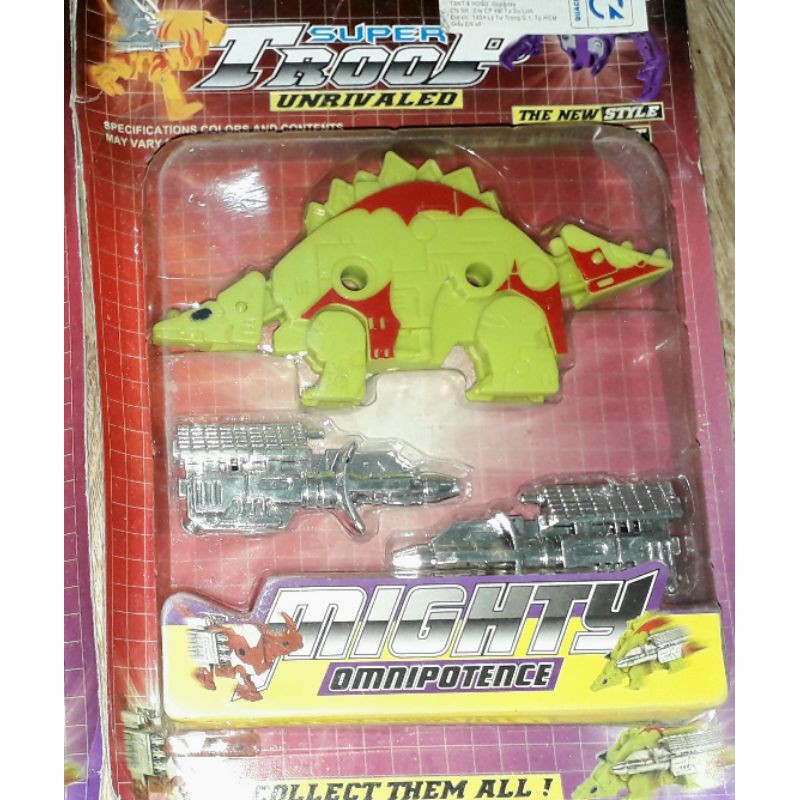 SUPER
TROOP
UNRIVALED
THE NEW STYLE
SPECIFICATIONS COLORS AND CONTENTS
MAY VARY
MIGHTY
OMNIPOTENCE
COLLECT THEM ALL !